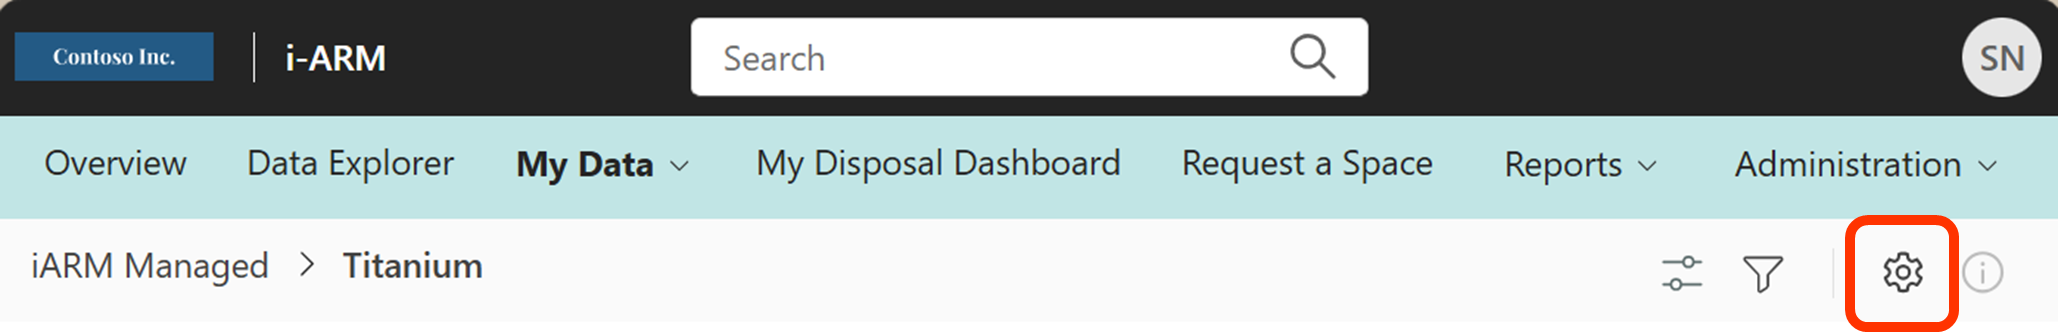 Contoso Inc. i-ARM Search SN
Overview Data Explorer My Data My Disposal Dashboard Request a Space Reports Administration
iARM Managed > Titanium